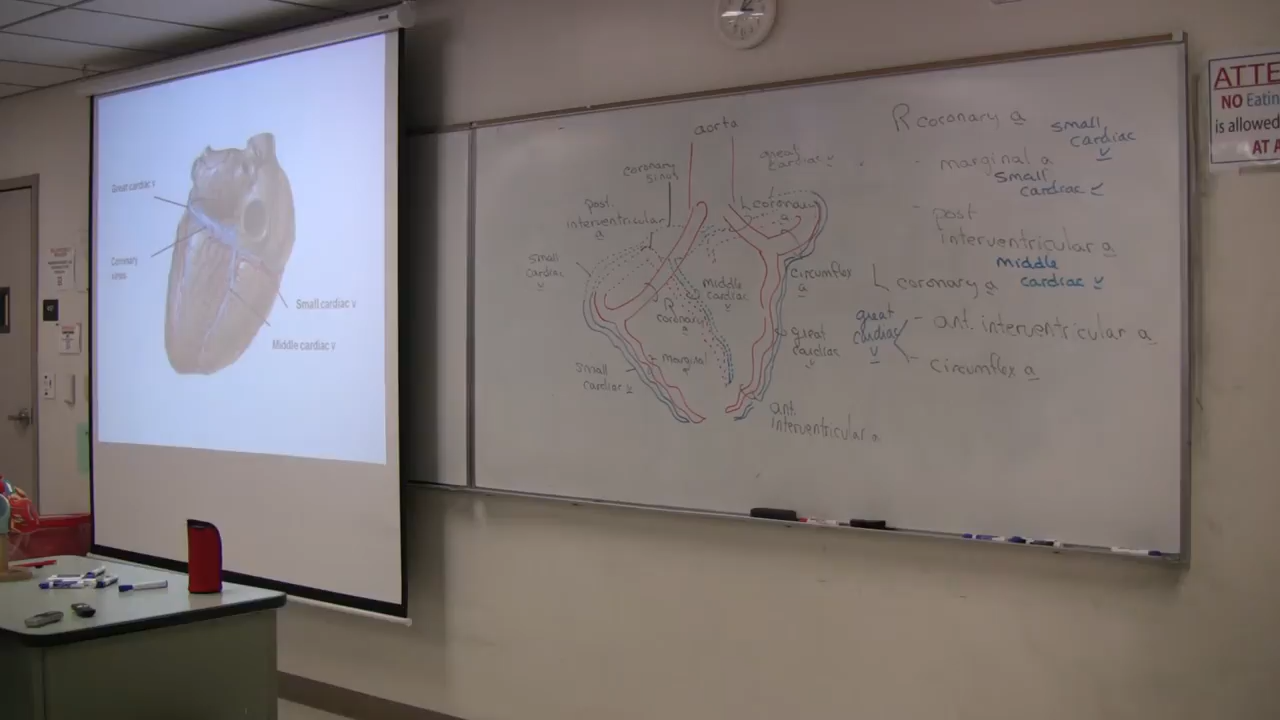 Great cardiac v
Coronary
sinus
Small cardiac v
Middle cardiac v
aorta
coronary
sinus
great
cardiac v
post.
interventricular
a
L coronary
a
small
cardiac
v
middle
cardiac
v
circumflex
a
R
coronary
a
great
cardiac
v
marginal
a
small
cardiac v
ant.
interventricular a
R coronary a
small
cardiac
v
marginal a
small
cardiac v
post
interventricular a
middle
cardiac v
L coronary a
great
cardiac
v
- ant. interventricular a
- circumflex a
ATTE
NO Eatin
is allowed
AT A